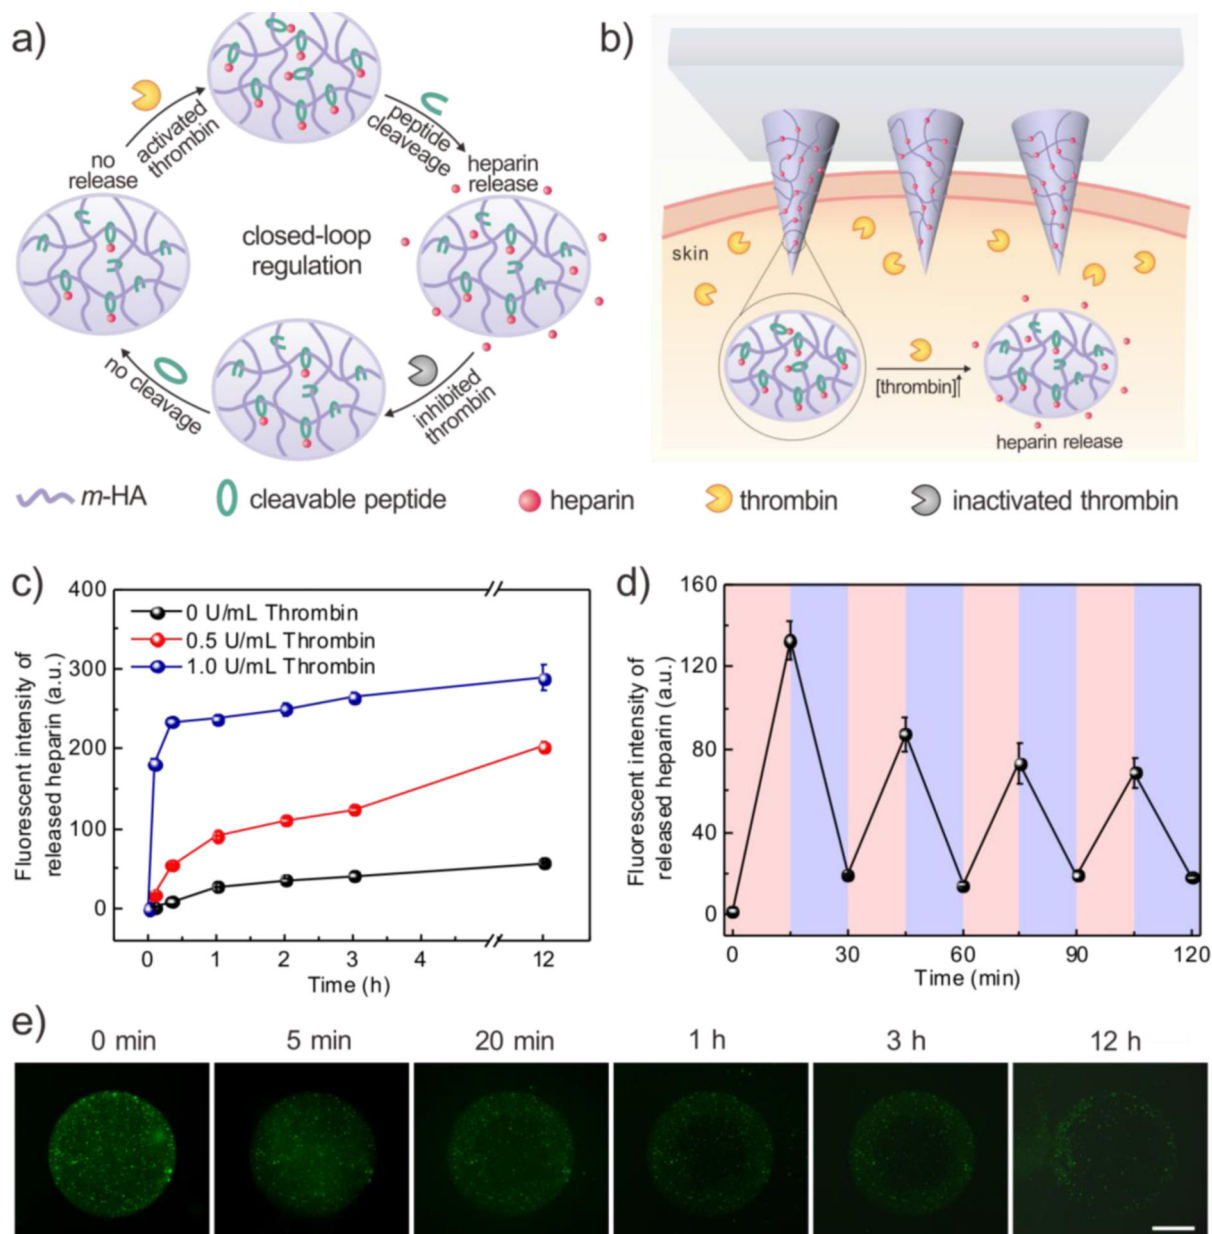 a)
activated
thrombin
peptide
cleaveage
no
release
heparin
release
closed-loop
regulation
no cleavage
inhibited
thrombin
b)
skin
[thrombin]↑
heparin release
m-HA
cleavable peptide
heparin
thrombin
inactivated thrombin
c)
Fluorescent intensity of
released heparin (a.u.)
400
300
200
100
0
0 U/mL Thrombin
0.5 U/mL Thrombin
1.0 U/mL Thrombin
0 1 2 3 4 12
Time (h)
d)
Fluorescent intensity of
released heparin (a.u.)
160
120
80
40
0
0 30 60 90 120
Time (min)
e)
0 min 5 min 20 min 1 h 3 h 12 h